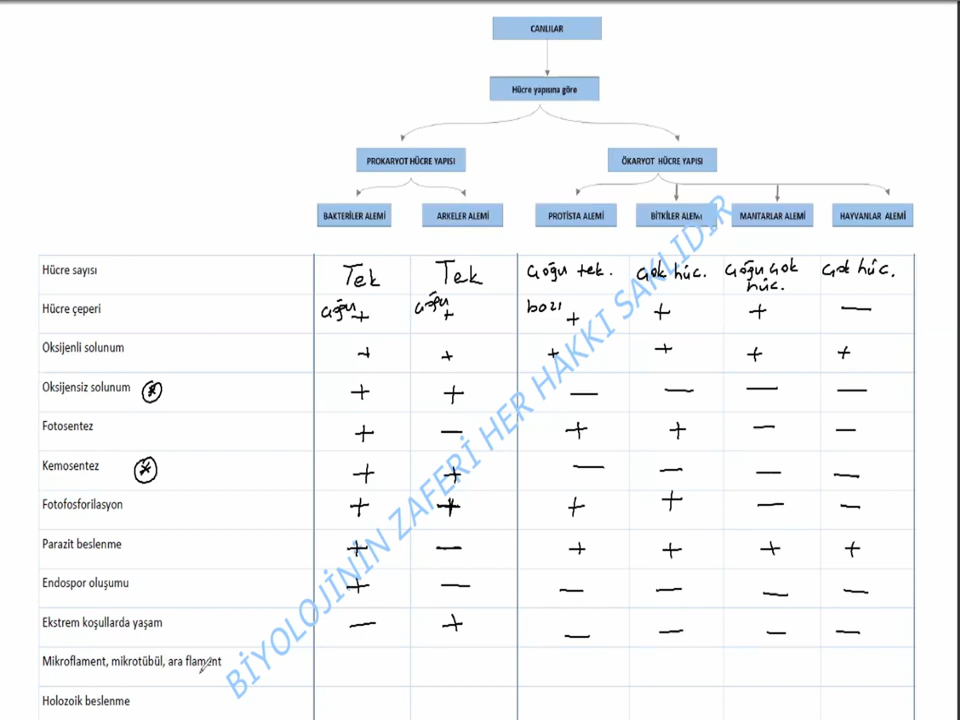 CANLILAR
Hücre yapısına göre
PROKARYOT HÜCRE YAPISI ÖKARYOT HÜCRE YAPISI
BAKTERİLER ALEMİ ARKELER ALEMİ PROTİSTA ALEMİ BİTKİLER ALEMİ MANTARLAR ALEMİ HAYVANLAR ALEMİ
Hücre sayısı Tek Tek Çoğu tek. Çok hüc. Çoğu çok hüc. Çok hüc.
Hücre çeperi Çoğu + Çoğu + bazı + + + —
Oksijenli solunum + + + + + +
Oksijensiz solunum * + + — — — —
Fotosentez + — + + — —
Kemosentez * + + — — — —
Fotofosforilasyon + + + + — —
Parazit beslenme + — + + + +
Endospor oluşumu + — — — — —
Ekstrem koşullarda yaşam — + — — — —
Mikroflament, mikrotübül, ara flament
Holozoik beslenme
BİYOLOJİNİN ZAFERİ HER HAKKI SAKLIDIR